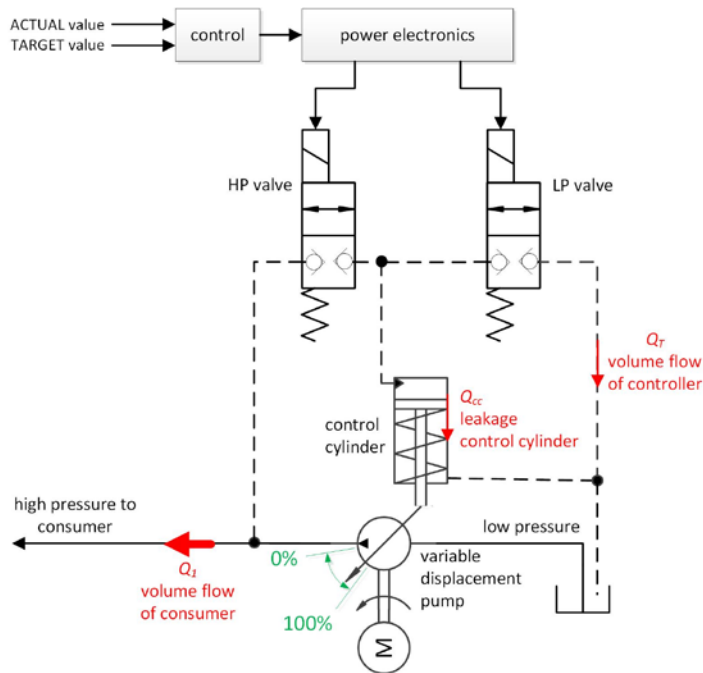 ACTUAL value
TARGET value
control
power electronics
HP valve
LP valve
Q_T
volume flow
of controller
Q_cc
leakage
control cylinder
control
cylinder
high pressure to
consumer
low pressure
0%
Q_1
volume flow
of consumer
variable
displacement
pump
100%
M